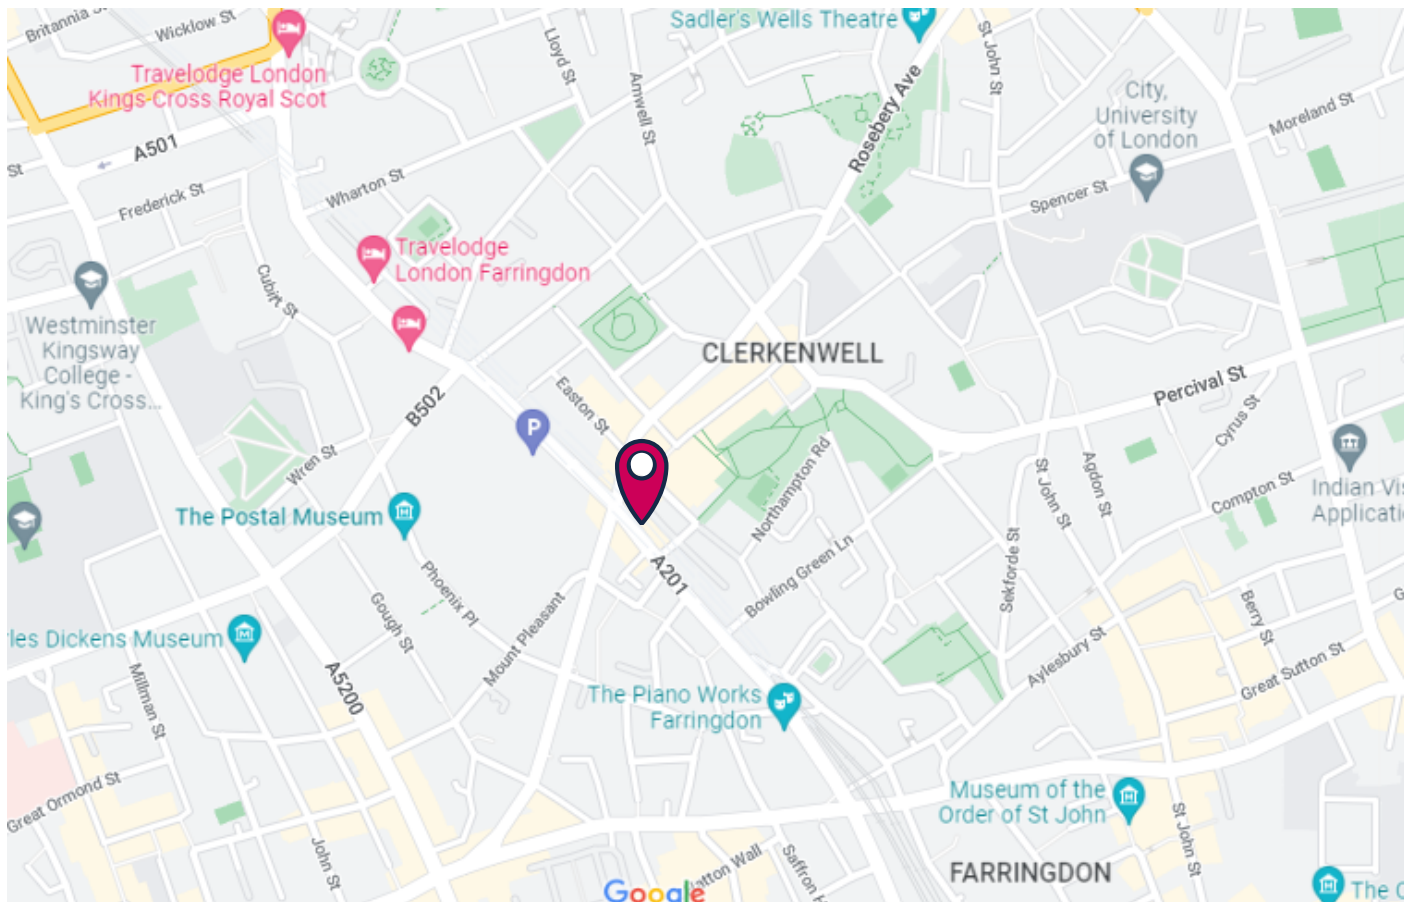 Britannia S
Wicklow St
Sadler's Wells Theatre
St John St
Lloyd St
Amwell St
Travelodge London
Kings Cross Royal Scot
City,
University
of London
Moreland St
Rosebery Ave
A501
St
Wharton St
Frederick St
Spencer St
Travelodge
London Farringdon
Cubitt St
Westminster
Kingsway
College -
King's Cross...
CLERKENWELL
Percival St
Easton St
B502
Cyrus St
P
Wren St
Northampton Rd
St John St
Agdon St
Compton St
Indian Vis
Applicati
The Postal Museum
Sekforde St
A201
Bowling Green Ln
Phoenix Pl
Gough St
Mount Pleasant
Berry St
G
rles Dickens Museum
Aylesbury St
Great Sutton St
Millman St
A5200
The Piano Works
Farringdon
Great Ormond St
Museum of the
Order of St John
St John St
John St
atton Wall
Saffron H
FARRINGDON
Google
The C